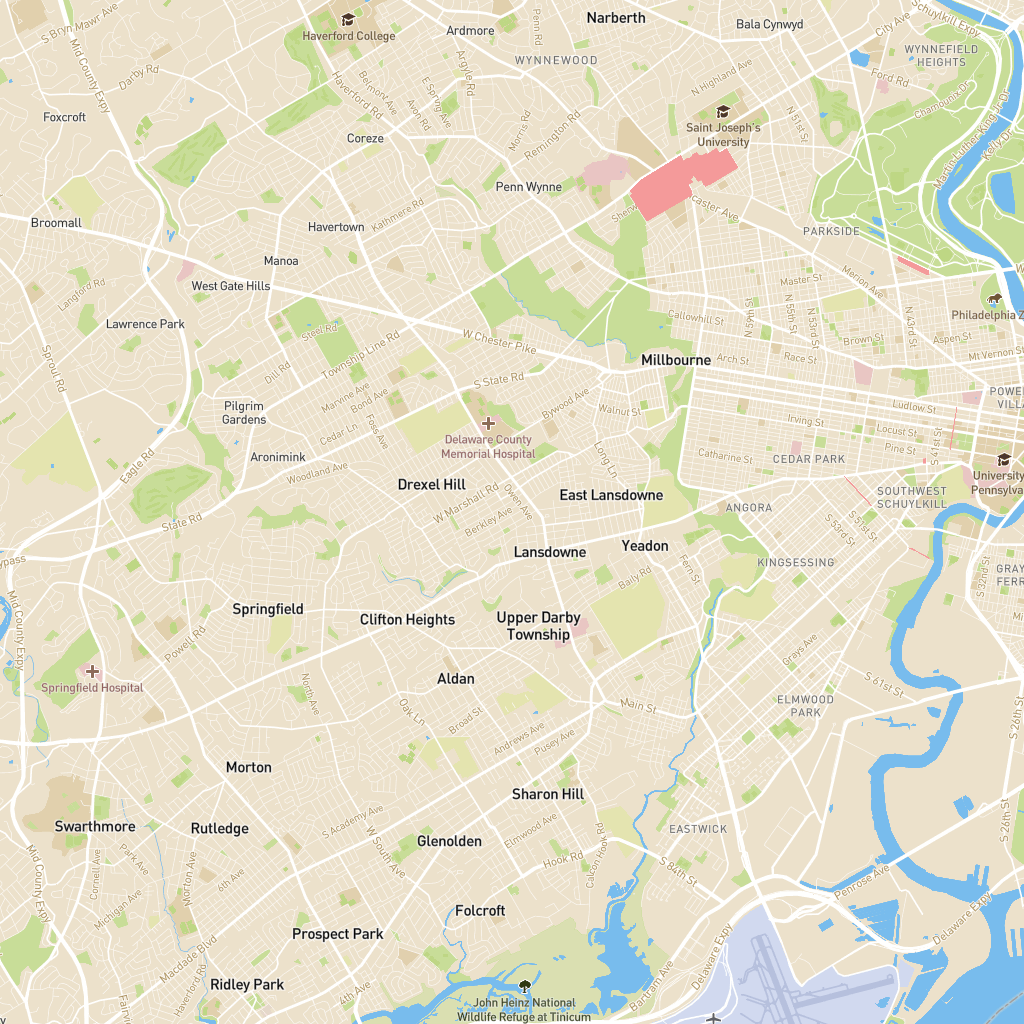 Narberth
S Bryn Mawr Ave
Haverford College
Ardmore
Penn Rd
Bala Cynwyd
City Ave
Schuylkill Expy
Mid County Expy
Darby Rd
WYNNEWOOD
WYNNEFIELD
HEIGHTS
Haverford Rd
Belmont Ave
Argyle Rd
E Spring Ave
Avon Rd
N Highland Ave
Ford Rd
Chamounix Dr
Foxcroft
Coreze
Morris Rd
Remington Rd
Saint Joseph's
University
N 51st St
Martin Luther King Jr Dr
Kelly Dr
Penn Wynne
Broomall
Havertown
Kathmere Rd
PARKSIDE
Manoa
West Gate Hills
Langford Rd
Master St
Merion Ave
Lawrence Park
Steel Rd
Township Line Rd
W Chester Pike
Callowhill St
N 59th St
N 55th St
N 53rd St
N 43rd St
Brown St
Aspen St
Philadelphia Z
Mt Vernon St
Sproul Rd
Dill Rd
S State Rd
Millbourne
Arch St
Race St
Marvine Ave
Bond Ave
Bywood Ave
Walnut St
Pilgrim
Gardens
Cedar Ln
Foss Ave
Delaware County
Memorial Hospital
Irving St
Ludlow St
Locust St
Pine St
S 41st St
Aronimink
Woodland Ave
Eagle Rd
Long Ln
Catharine St
CEDAR PARK
University
Pennsylva
Drexel Hill
W Marshall Rd
Owen Ave
East Lansdowne
ANGORA
SOUTHWEST
SCHUYLKILL
State Rd
Berkley Ave
S 53rd St
S 51st St
Lansdowne
Yeadon
KINGSESSING
Mid County Expy
Baily Rd
Fern St
S 32nd St
Springfield
Clifton Heights
Upper Darby
Township
Powell Rd
Grays Ave
Springfield Hospital
Aldan
North Ave
Oak Ln
Broad St
Main St
S 61st St
ELMWOOD
PARK
S 26th St
Andrews Ave
Pusey Ave
Morton
Sharon Hill
S 26th St
Swarthmore
Rutledge
S Academy Ave
W South Ave
Glenolden
Elmwood Ave
EASTWICK
Mid County Expy
Cornell Ave
Park Ave
Morton Ave
6th Ave
Hook Rd
Calcon Hook Rd
S 84th St
Penrose Ave
Michigan Ave
Folcroft
Prospect Park
Macdade Blvd
Delaware Expy
Delaware Expy
Haverford Rd
Ridley Park
4th Ave
Bartram Ave
John Heinz National
Wildlife Refuge at Tinicum